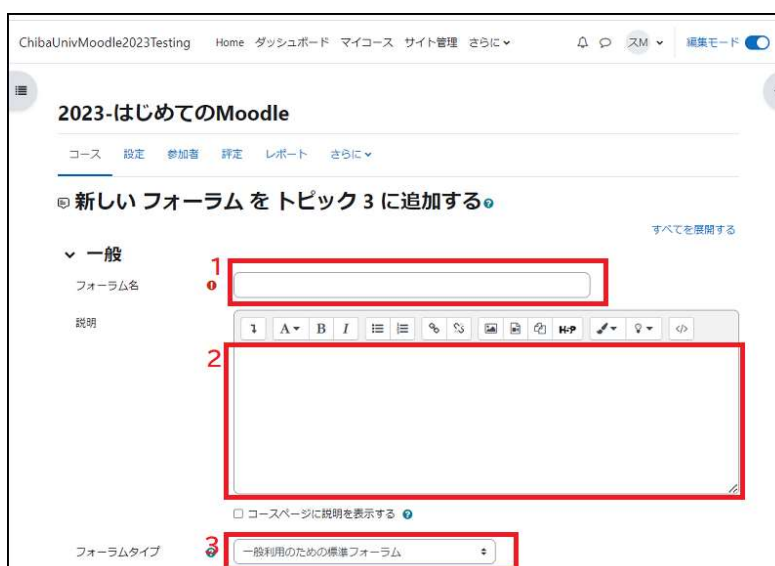 ChibaUnivMoodle2023Testing Home ダッシュボード マイコース サイト管理 さらに スM 編集モード
2023-はじめてのMoodle
コース 設定 参加者 評定 レポート さらに
新しい フォーラム を トピック 3 に追加する
すべてを展開する
一般
1
フォーラム名
説明
A B I H-P </>
2
コースページに説明を表示する
フォーラムタイプ 3 一般利用のための標準フォーラム